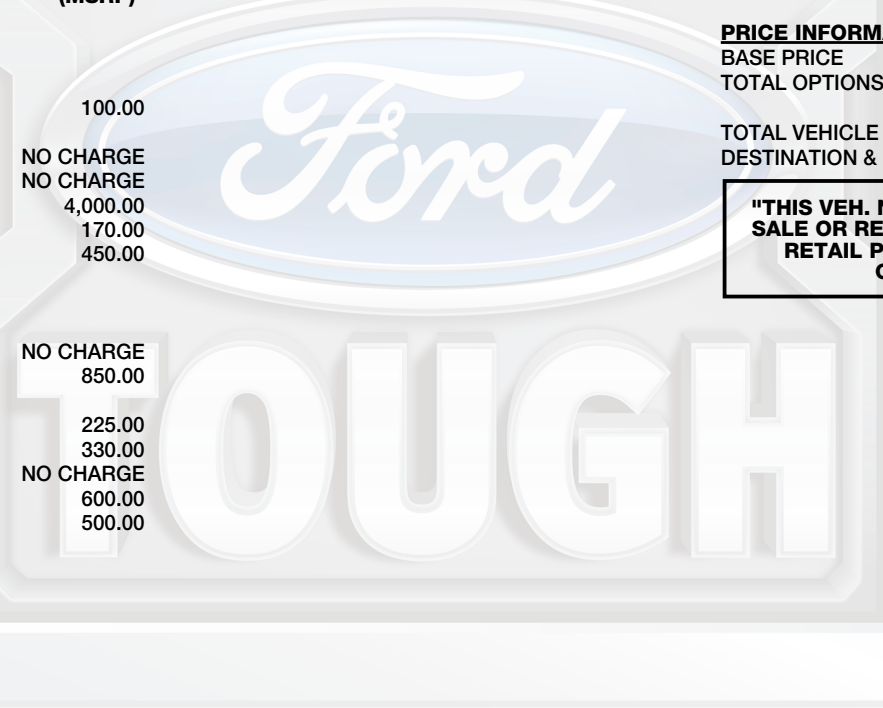 (MSRP)
100.00
NO CHARGE
NO CHARGE
4,000.00
170.00
450.00
NO CHARGE
850.00
225.00
330.00
NO CHARGE
600.00
500.00
PRICE INFORMA
BASE PRICE
TOTAL OPTIONS
TOTAL VEHICLE
DESTINATION &
"THIS VEH. N
SALE OR RE
RETAIL P
Ford
TOUGH